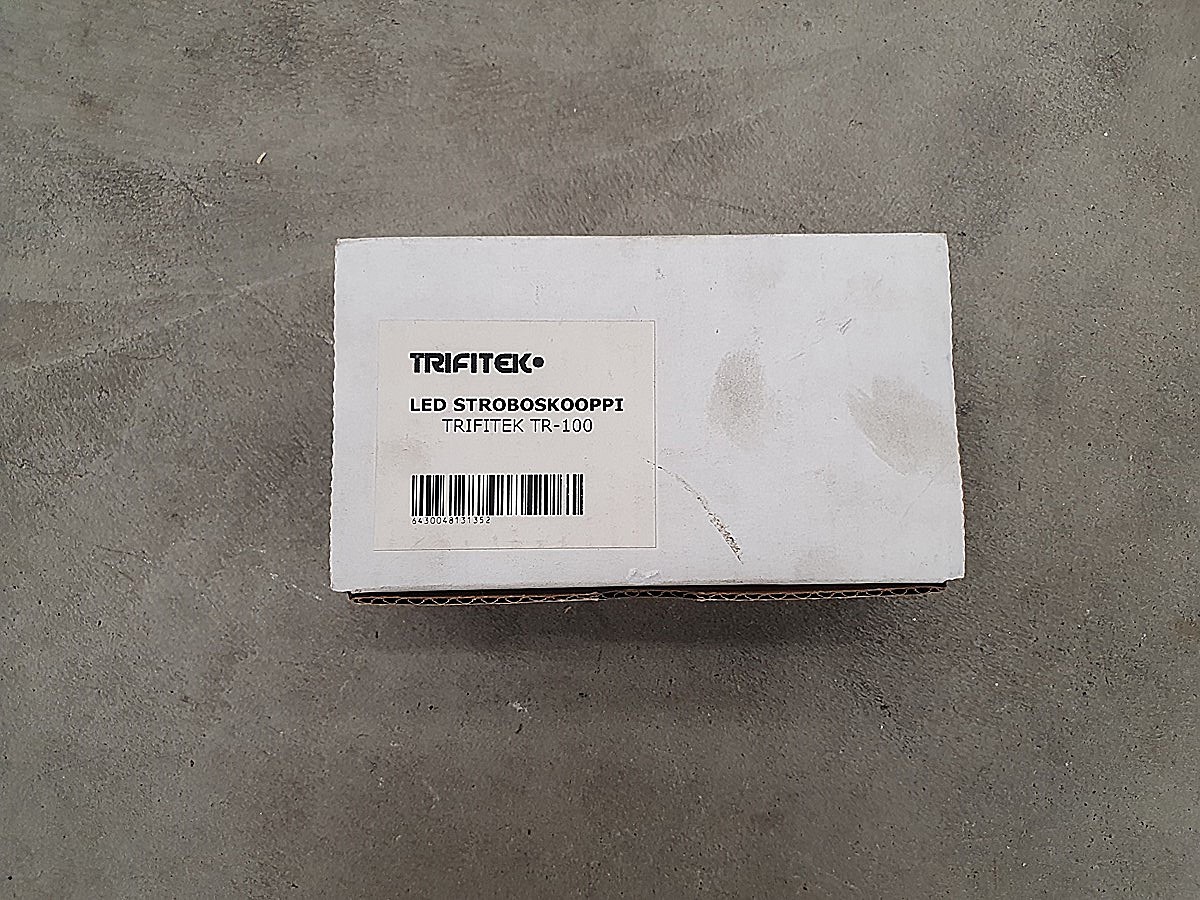 TRIFITEK
LED STROBOSKOOPPI
TRIFITEK TR-100
6430048131352